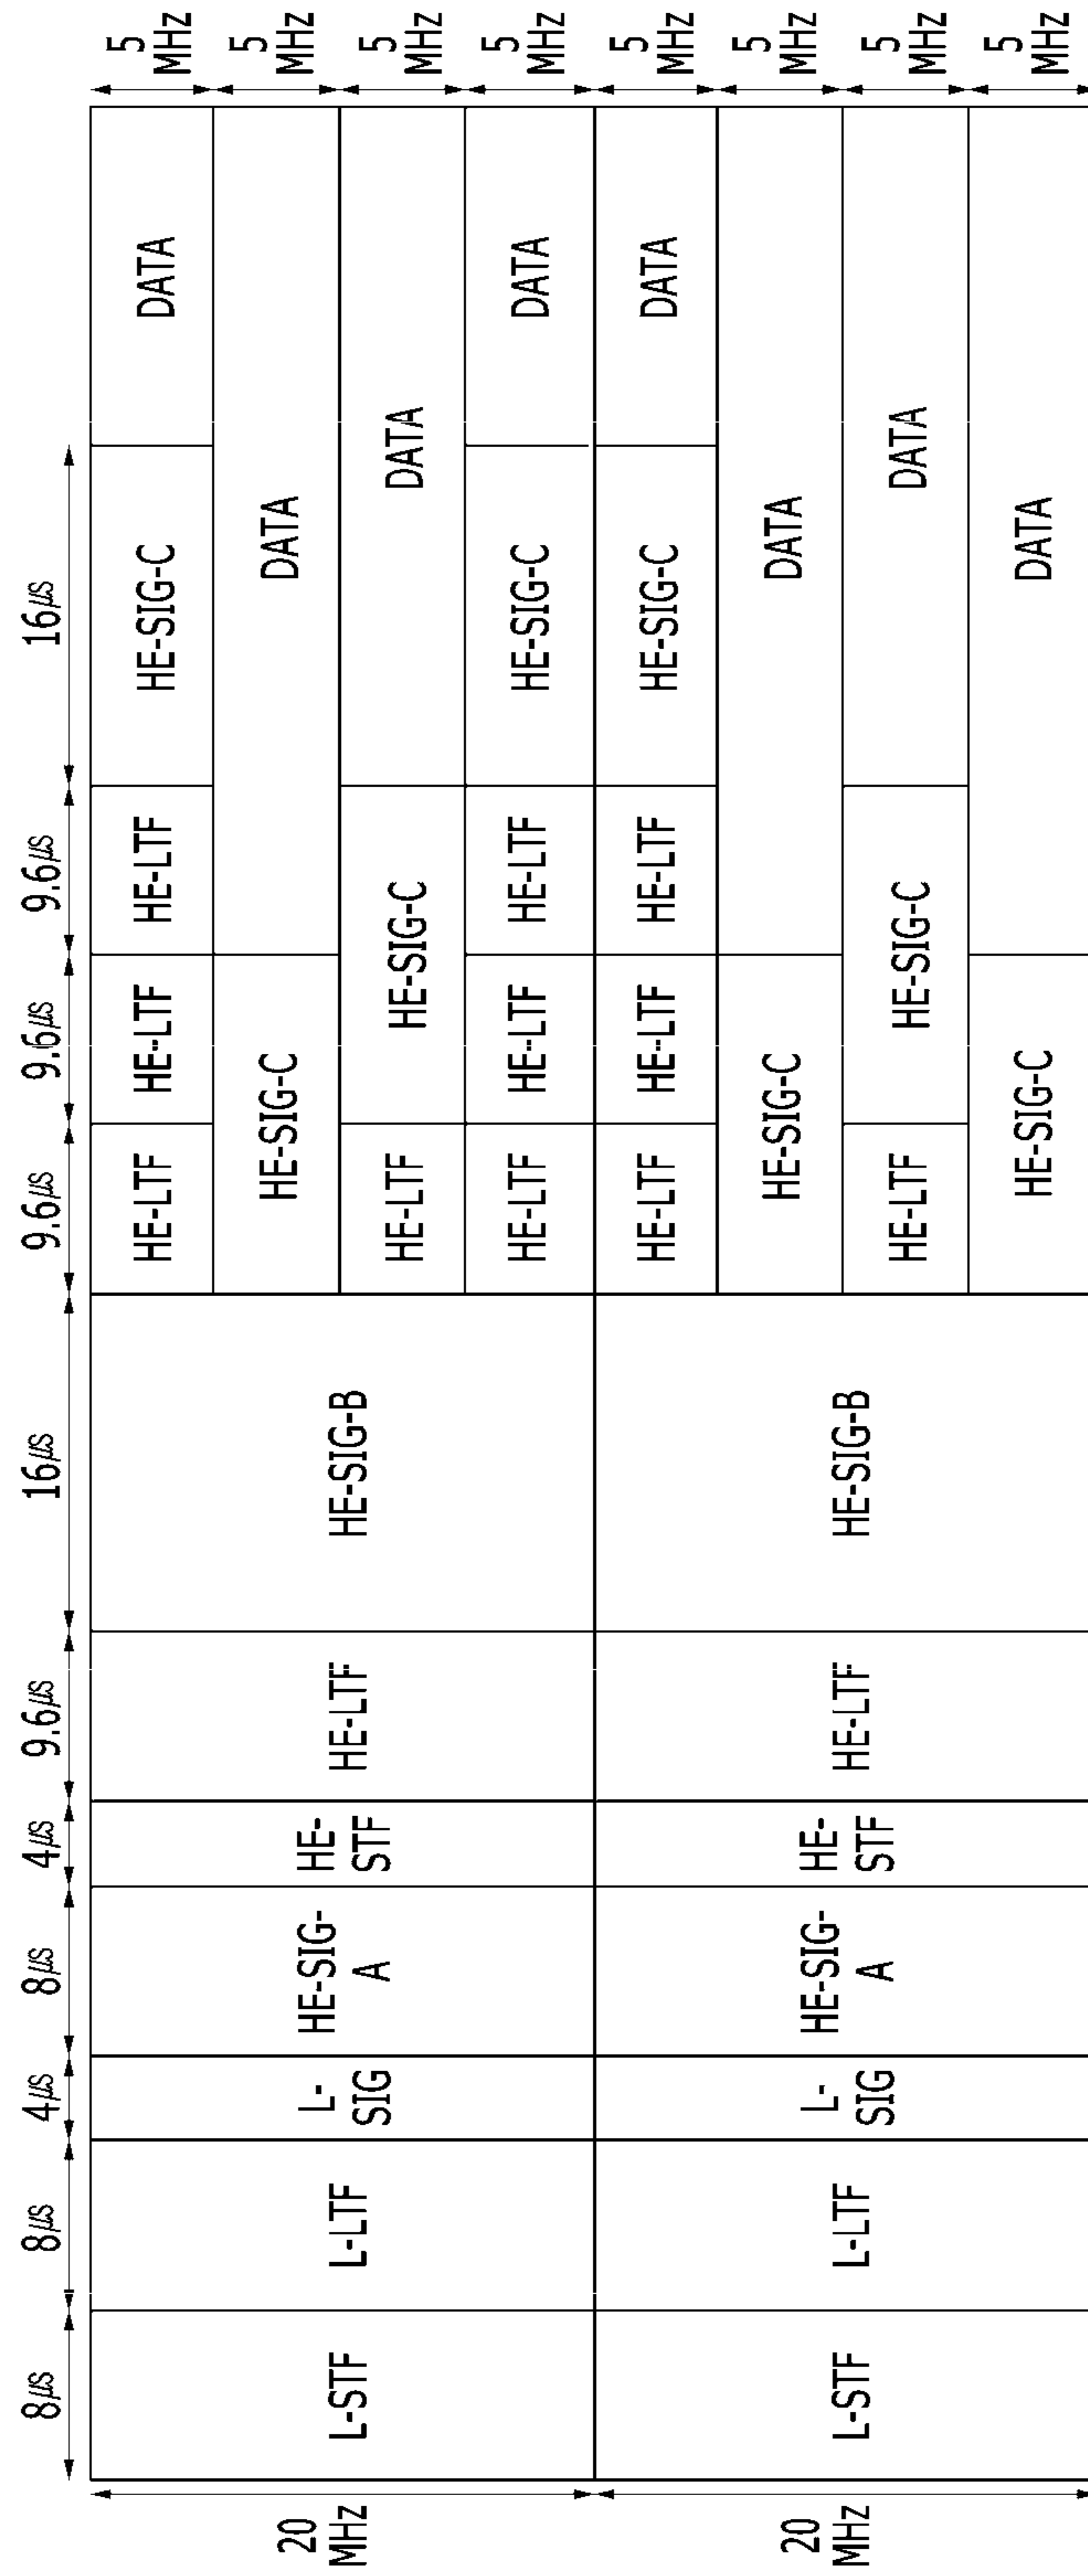 8μs
8μs
4μs
8μs
4μs
9.6μs
16μs
9.6μs
9.6μs
9.6μs
16μs
20
MHz
L-STF
L-LTF
L-
SIG
HE-SIG-
A
HE-
STF
HE-LTF
HE-SIG-B
HE-LTF
HE-LTF
HE-LTF
HE-SIG-C
DATA
5
MHz
HE-SIG-C
DATA
5
MHz
HE-LTF
HE-SIG-C
DATA
5
MHz
HE-LTF
HE-LTF
HE-LTF
HE-SIG-C
DATA
5
MHz
20
MHz
L-STF
L-LTF
L-
SIG
HE-SIG-
A
HE-
STF
HE-LTF
HE-SIG-B
HE-LTF
HE-LTF
HE-LTF
HE-SIG-C
DATA
5
MHz
HE-SIG-C
DATA
5
MHz
HE-LTF
HE-SIG-C
DATA
5
MHz
HE-SIG-C
DATA
5
MHz